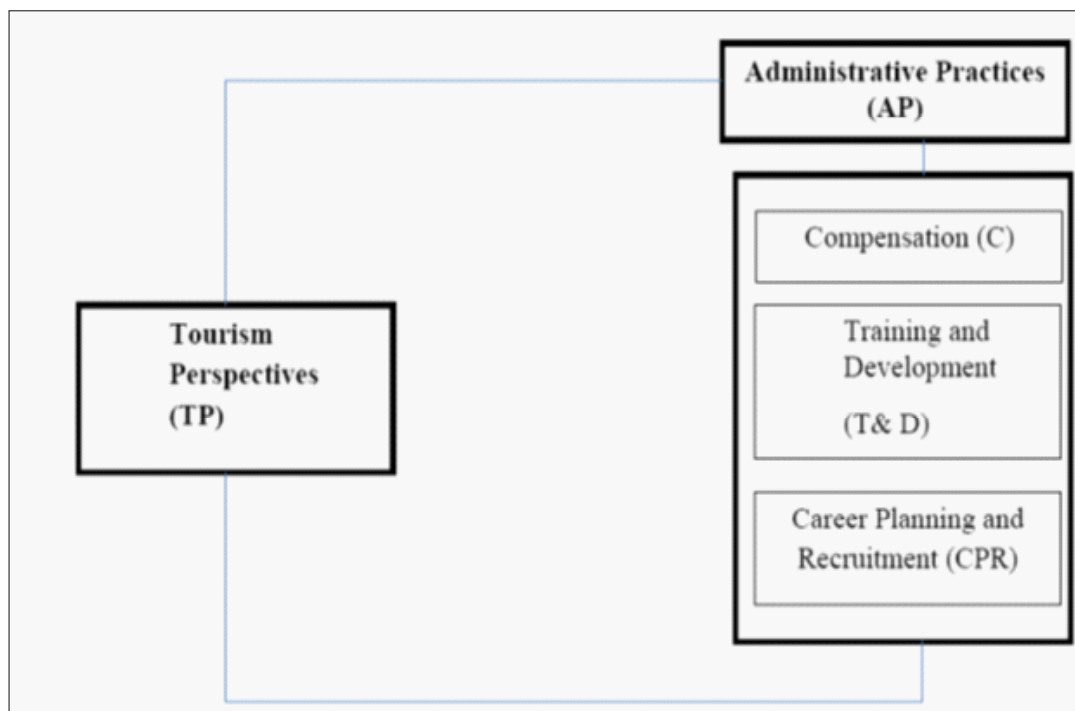 Administrative Practices
(AP)
Compensation (C)
Training and
Development
(T& D)
Career Planning and
Recruitment (CPR)
Tourism
Perspectives
(TP)